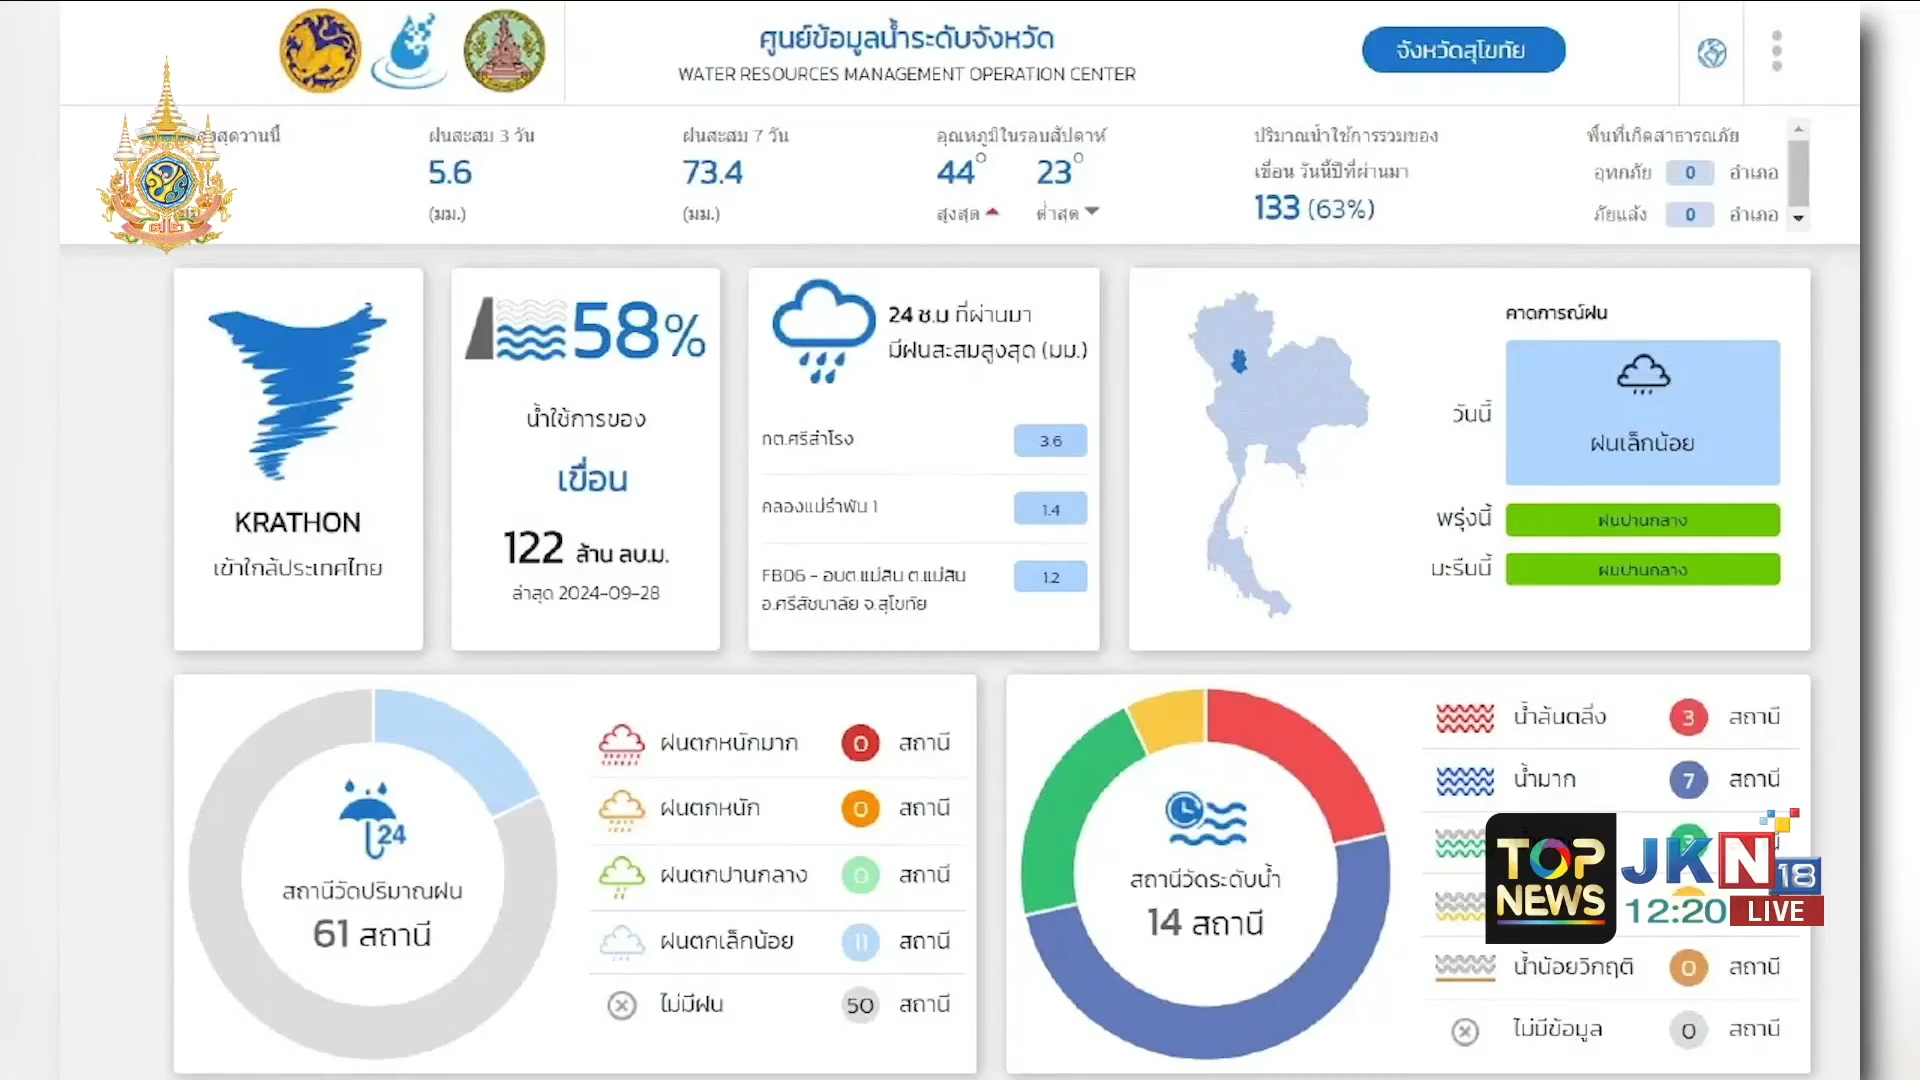 ศูนย์ข้อมูลน้ำระดับจังหวัด
WATER RESOURCES MANAGEMENT OPERATION CENTER
จังหวัดสุโขทัย
ฝนสะสม 3 วัน
5.6
(มม.)
ฝนสะสม 7 วัน
73.4
(มม.)
อุณหภูมิในรอบสัปดาห์
44° 23°
สูงสุด ต่ำสุด
ปริมาณน้ำใช้การรวมของ
เขื่อน วันนี้ปีที่ผ่านมา
133 (63%)
พื้นที่เกิดสาธารณภัย
อุทกภัย 0 อำเภอ
ภัยแล้ง 0 อำเภอ
KRATHON
เข้าใกล้ประเทศไทย
58%
น้ำใช้การของ
เขื่อน
122 ล้าน ลบ.ม.
ล่าสุด 2024-09-28
24 ช.ม ที่ผ่านมา
มีฝนสะสมสูงสุด (มม.)
ทต.ศรีสำโรง 3.6
คลองแม่รำพัน 1 1.4
FBD6 - อบต.แม่สิน ต.แม่สิน 1.2
อ.ศรีสัชนาลัย จ.สุโขทัย
คาดการณ์ฝน
วันนี้
ฝนเล็กน้อย
พรุ่งนี้ ฝนปานกลาง
มะรืนนี้ ฝนปานกลาง
24
สถานีวัดปริมาณฝน
61 สถานี
ฝนตกหนักมาก 0 สถานี
ฝนตกหนัก 0 สถานี
ฝนตกปานกลาง 0 สถานี
ฝนตกเล็กน้อย 11 สถานี
ไม่มีฝน 50 สถานี
สถานีวัดระดับน้ำ
14 สถานี
น้ำล้นตลิ่ง 3 สถานี
น้ำมาก 7 สถานี
น้ำน้อยวิกฤติ 0 สถานี
ไม่มีข้อมูล 0 สถานี
TOP NEWS
JKN 18
12:20 LIVE